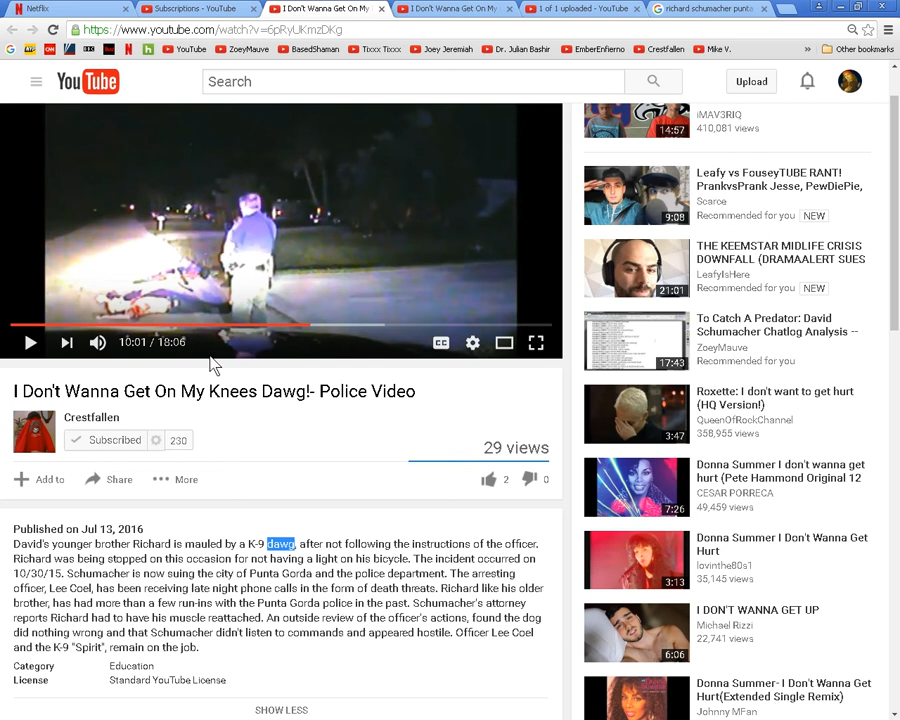 Netflix
Subscriptions - YouTube
I Don't Wanna Get On My
I Don't Wanna Get On My
1 of 1 uploaded - YouTube
richard schumacher punta
https://www.youtube.com/watch?v=6pRyUKmzDKg
YouTube
ZoeyMauve
BasedShaman
Tixxx Tixxx
Joey Jeremiah
Dr. Julian Bashir
EmberEnfierno
Crestfallen
Mike V.
Other bookmarks
YouTube
Search
Upload
10:01 / 18:06
CC
I Don't Wanna Get On My Knees Dawg!- Police Video
Crestfallen
Subscribed
230
29 views
Add to
Share
More
2
0
Published on Jul 13, 2016
David's younger brother Richard is mauled by a K-9 dawg, after not following the instructions of the officer.
Richard was being stopped on this occasion for not having a light on his bicycle. The incident occurred on
10/30/15. Schumacher is now suing the city of Punta Gorda and the police department. The arresting
officer, Lee Coel, has been receiving late night phone calls in the form of death threats. Richard like his older
brother, has had more than a few run-ins with the Punta Gorda police in the past. Schumacher's attorney
reports Richard had to have his muscle reattached. An outside review of the officer's actions, found the dog
did nothing wrong and that Schumacher didn't listen to commands and appeared hostile. Officer Lee Coel
and the K-9 "Spirit", remain on the job.
Category
Education
License
Standard YouTube License
SHOW LESS
14:57
iMAV3RIQ
410,081 views
9:08
Leafy vs FouseyTUBE RANT!
PrankvsPrank Jesse, PewDiePie,
Scarce
Recommended for you NEW
21:01
THE KEEMSTAR MIDLIFE CRISIS
DOWNFALL (DRAMAALERT SUES
LeafyIsHere
Recommended for you NEW
17:43
To Catch A Predator: David
Schumacher Chatlog Analysis --
ZoeyMauve
Recommended for you
3:47
Roxette: I don't want to get hurt
(HQ Version!)
QueenOfRockChannel
358,955 views
7:26
Donna Summer I don't wanna get
hurt (Pete Hammond Original 12
CESAR PORRECA
49,459 views
3:13
Donna Summer I Don't Wanna Get
Hurt
lovinthe80s1
35,145 views
6:06
I DON'T WANNA GET UP
Michael Rizzi
22,741 views
Donna Summer- I Don't Wanna Get
Hurt(Extended Single Remix)
Johnny MFan